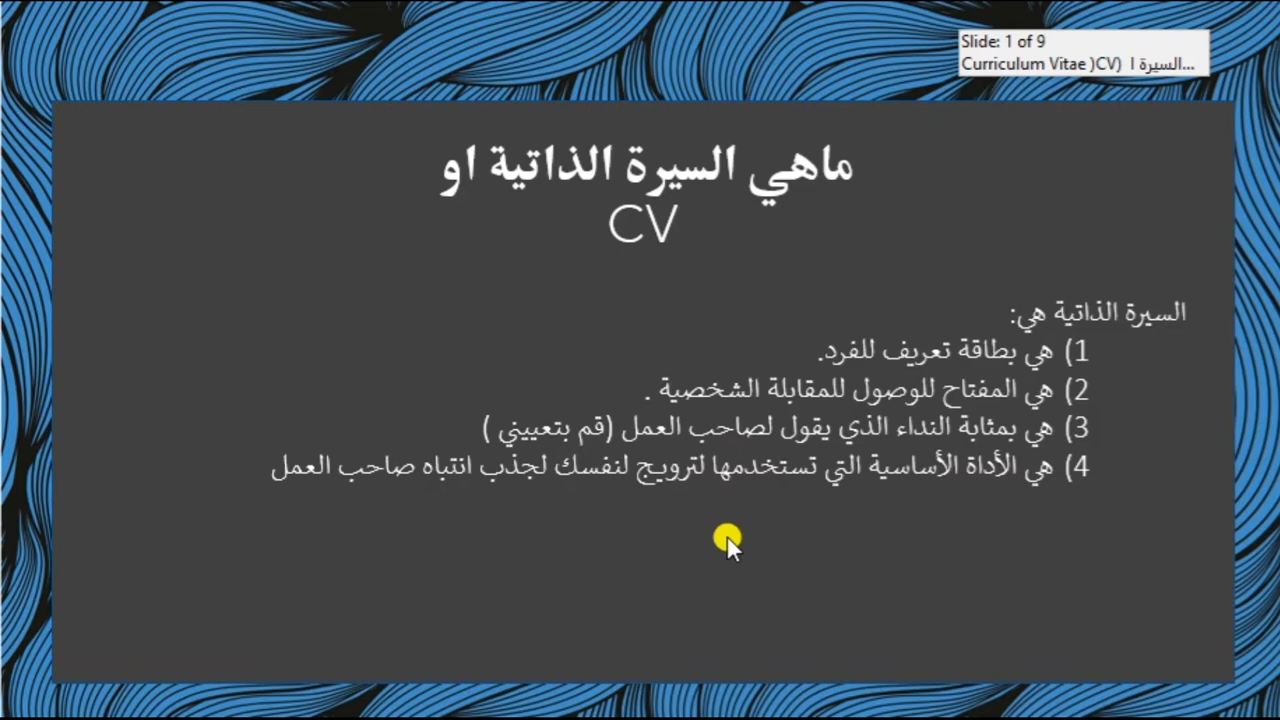 Slide: 1 of 9
Curriculum Vitae )CV) السيرة ا...
ماهي السيرة الذاتية او
CV
السيرة الذاتية هي:
1) هي بطاقة تعريف للفرد.
2) هي المفتاح للوصول للمقابلة الشخصية .
3) هي بمثابة النداء الذي يقول لصاحب العمل (قم بتعييني )
4) هي الأداة الأساسية التي تستخدمها لترويج لنفسك لجذب انتباه صاحب العمل